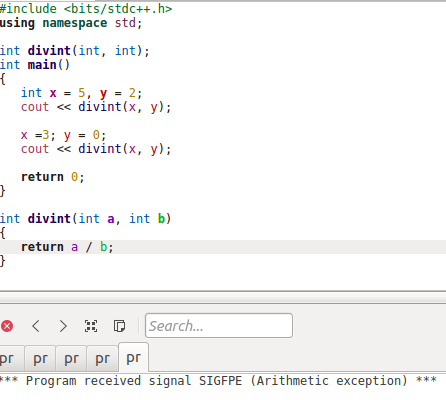 #include <bits/stdc++.h>
using namespace std;
int divint(int, int);
int main()
{
int x = 5, y = 2;
cout << divint(x, y);
x =3; y = 0;
cout << divint(x, y);
return 0;
}
int divint(int a, int b)
{
return a / b;
}
Search...
pr pr pr pr pr
*** Program received signal SIGFPE (Arithmetic exception) ***